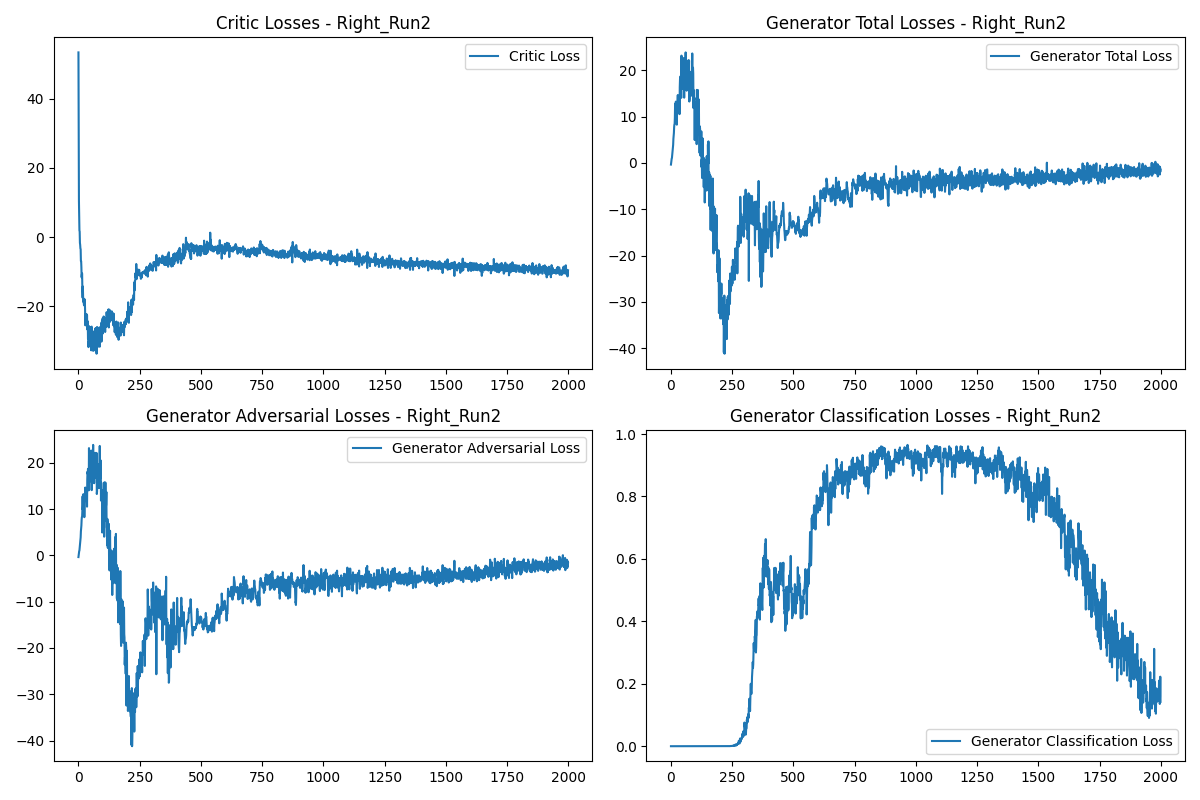 Critic Losses - Right_Run2
Critic Loss
40
20
0
−20
0 250 500 750 1000 1250 1500 1750 2000
Generator Total Losses - Right_Run2
Generator Total Loss
20
10
0
−10
−20
−30
−40
0 250 500 750 1000 1250 1500 1750 2000
Generator Adversarial Losses - Right_Run2
Generator Adversarial Loss
20
10
0
−10
−20
−30
−40
0 250 500 750 1000 1250 1500 1750 2000
Generator Classification Losses - Right_Run2
1.0
0.8
0.6
0.4
0.2
0.0
Generator Classification Loss
0 250 500 750 1000 1250 1500 1750 2000